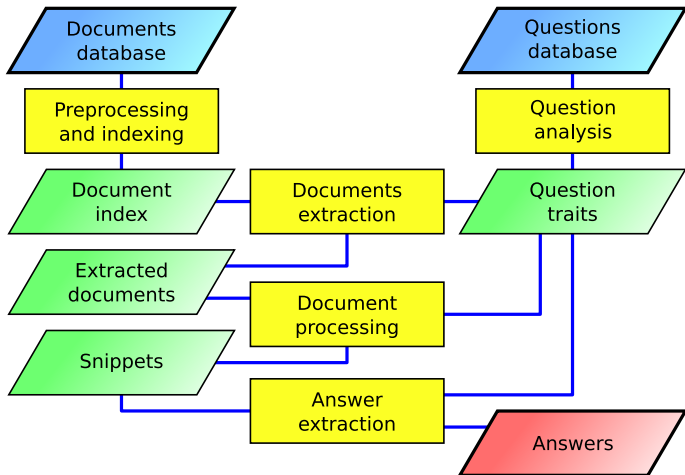 Documents
database
Questions
database
Preprocessing
and indexing
Question
analysis
Document
index
Documents
extraction
Question
traits
Extracted
documents
Document
processing
Snippets
Answer
extraction
Answers